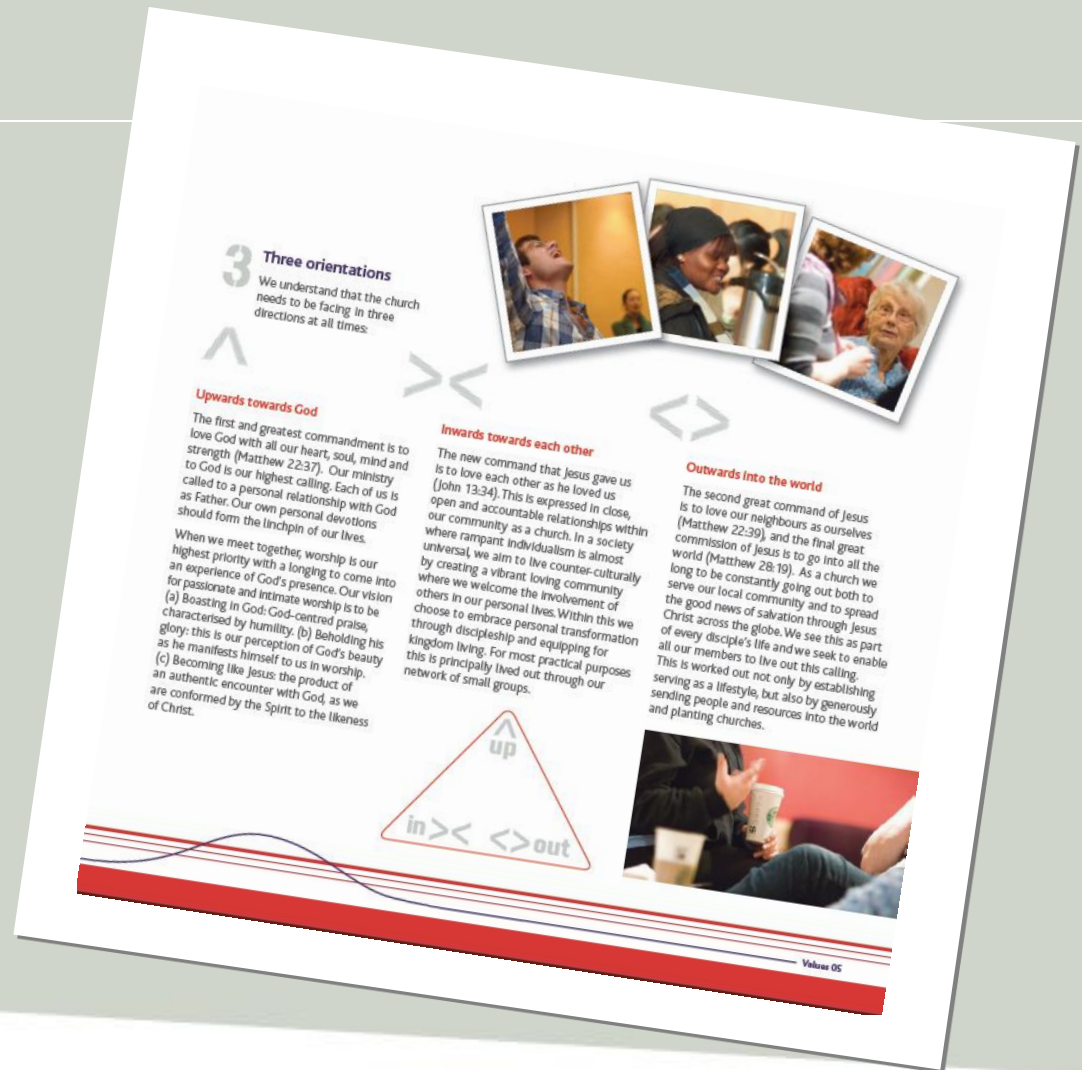 3
Three orientations
We understand that the church
needs to be facing in three
directions at all times:
^
Upwards towards God
The first and greatest commandment is to
love God with all our heart, soul, mind and
strength (Matthew 22:37). Our ministry
to God is our highest calling. Each of us is
called to a personal relationship with God
as Father. Our own personal devotions
should form the linchpin of our lives.
When we meet together, worship is our
highest priority with a longing to come into
an experience of God's presence. Our vision
for passionate and intimate worship is to be
(a) Boasting in God: God-centred praise,
characterised by humility. (b) Beholding his
glory: this is our perception of God's beauty
as he manifests himself to us in worship.
(c) Becoming like Jesus: the product of
an authentic encounter with God, as we
are conformed by the Spirit to the likeness
of Christ.
><
Inwards towards each other
The new command that Jesus gave us
is to love each other as he loved us
(John 13:34). This is expressed in close,
open and accountable relationships within
our community as a church. In a society
where rampant individualism is almost
universal, we aim to live counter-culturally
by creating a vibrant loving community
where we welcome the involvement of
others in our personal lives. Within this we
choose to embrace personal transformation
through discipleship and equipping for
kingdom living. For most practical purposes
this is principally lived out through our
network of small groups.
<>
Outwards into the world
The second great command of Jesus
is to love our neighbours as ourselves
(Matthew 22:39), and the final great
commission of Jesus is to go into all the
world (Matthew 28:19). As a church we
long to be constantly going out both to
serve our local community and to spread
the good news of salvation through Jesus
Christ across the globe. We see this as part
of every disciple's life and we seek to enable
all our members to live out this calling.
This is worked out not only by establishing
serving as a lifestyle, but also by generously
sending people and resources into the world
and planting churches.
^
up
in>< <>out
Values 05